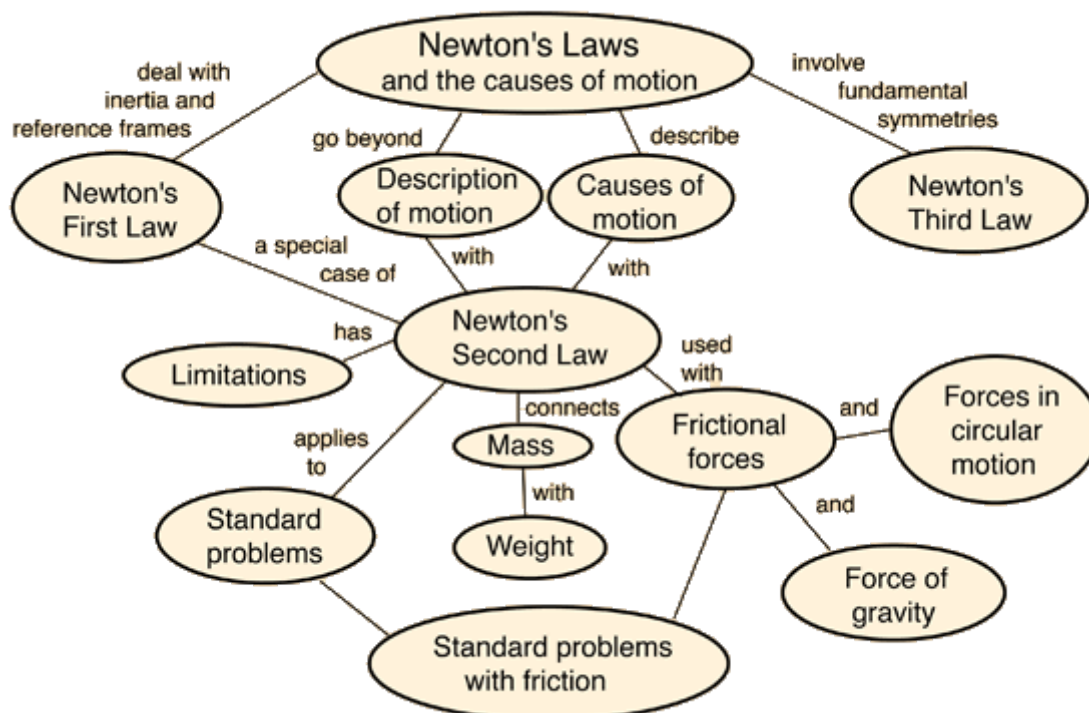 Newton's Laws
and the causes of motion
deal with
inertia and
reference frames
involve
fundamental
symmetries
go beyond
describe
Newton's
First Law
Description
of motion
Causes of
motion
Newton's
Third Law
a special
case of
with
with
has
Newton's
Second Law
Limitations
used
with
applies
to
connects
Mass
with
Weight
Frictional
forces
and
Forces in
circular
motion
and
Force of
gravity
Standard
problems
Standard problems
with friction